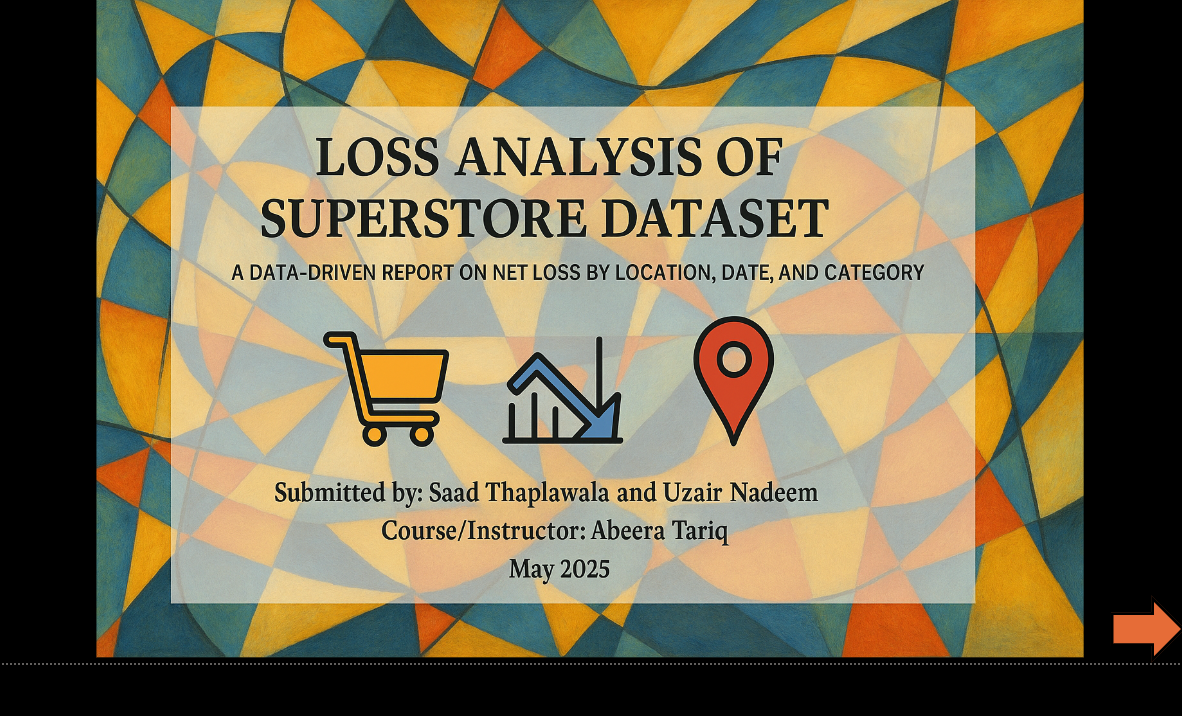 LOSS ANALYSIS OF
SUPERSTORE DATASET
A DATA-DRIVEN REPORT ON NET LOSS BY LOCATION, DATE, AND CATEGORY
Submitted by: Saad Thaplawala and Uzair Nadeem
Course/Instructor: Abeera Tariq
May 2025